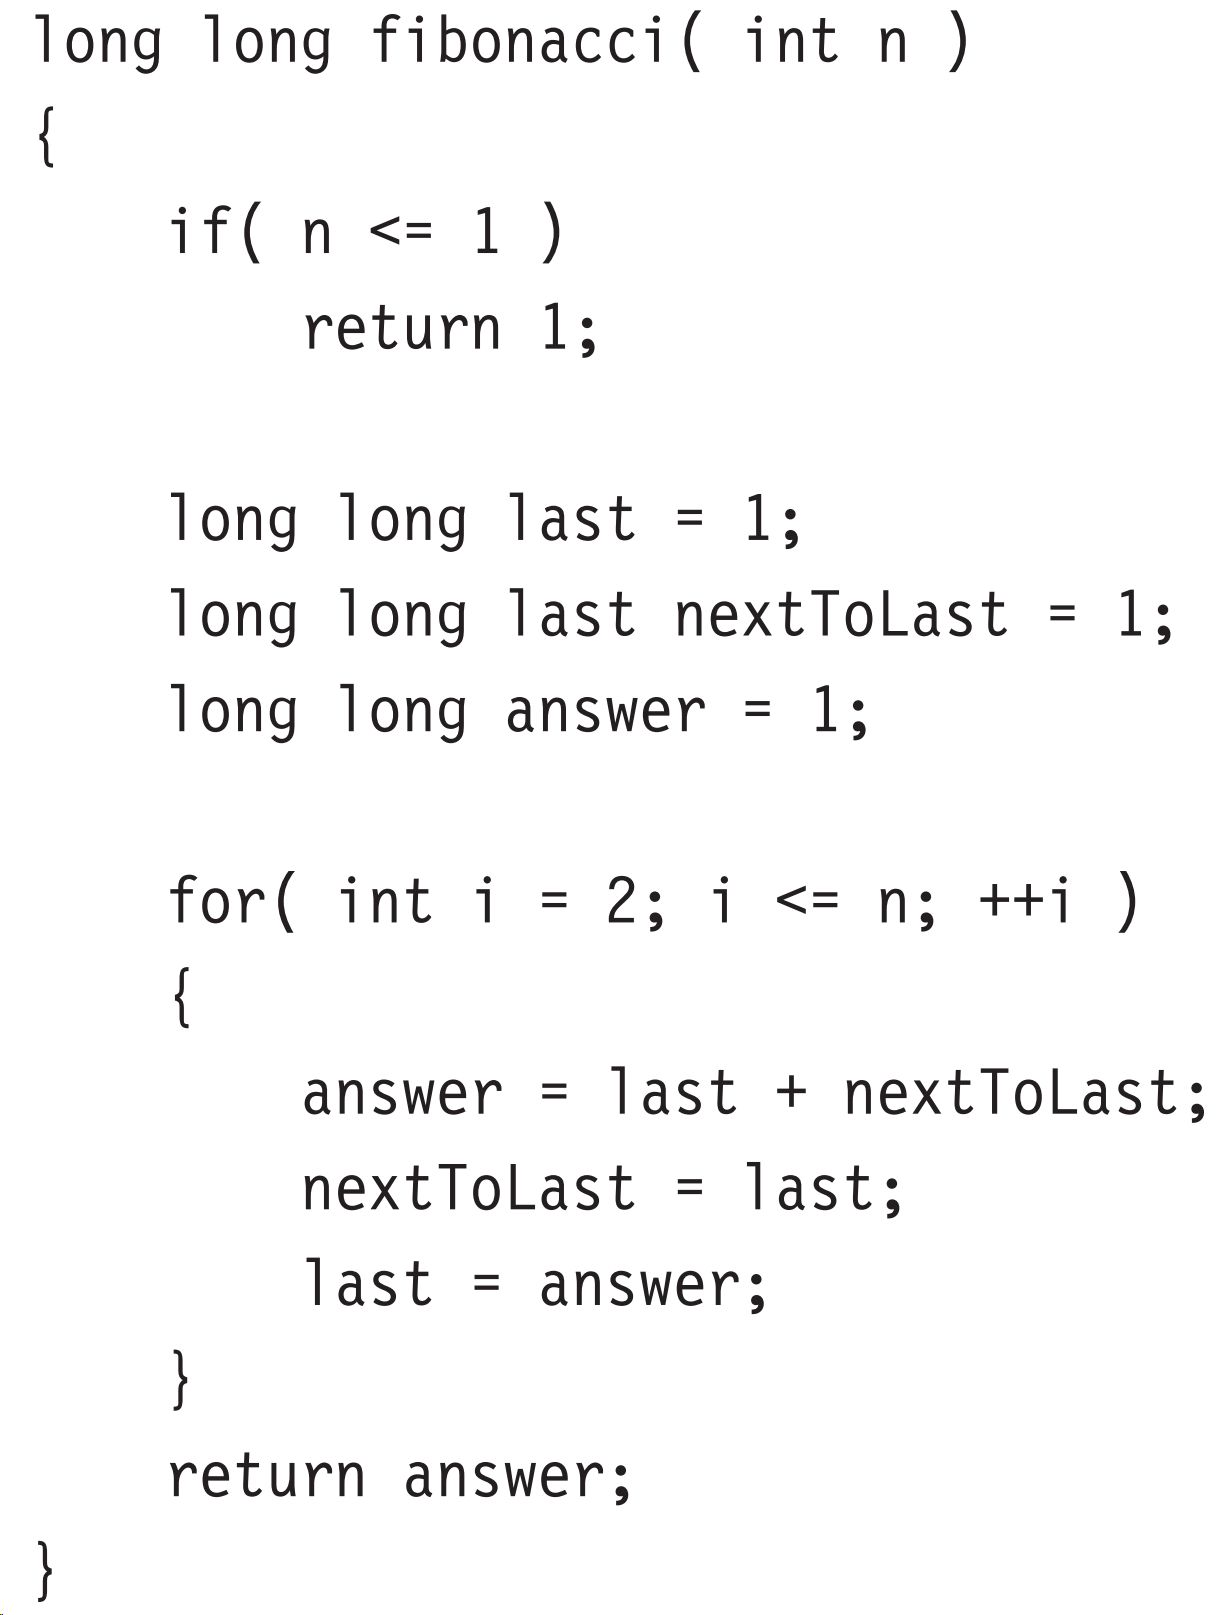 long long fibonacci( int n )
{
    if( n <= 1 )
        return 1;

    long long last = 1;
    long long last nextToLast = 1;
    long long answer = 1;

    for( int i = 2; i <= n; ++i )
    {
        answer = last + nextToLast;
        nextToLast = last;
        last = answer;
    }
    return answer;
}